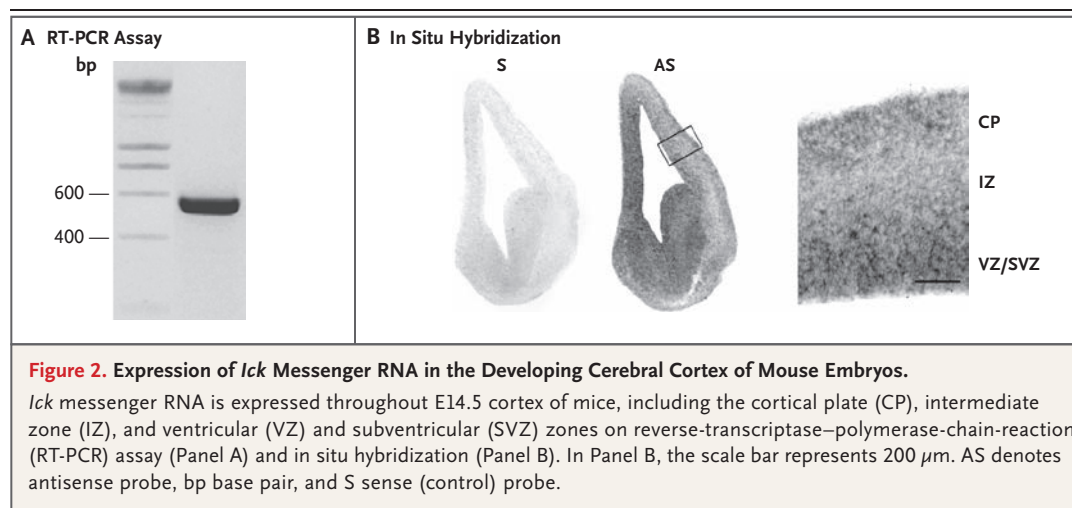 A RT-PCR Assay
bp
600
400
B In Situ Hybridization
S
AS
CP
IZ
VZ/SVZ
Figure 2. Expression of Ick Messenger RNA in the Developing Cerebral Cortex of Mouse Embryos.
Ick messenger RNA is expressed throughout E14.5 cortex of mice, including the cortical plate (CP), intermediate
zone (IZ), and ventricular (VZ) and subventricular (SVZ) zones on reverse-transcriptase–polymerase-chain-reaction
(RT-PCR) assay (Panel A) and in situ hybridization (Panel B). In Panel B, the scale bar represents 200 μm. AS denotes
antisense probe, bp base pair, and S sense (control) probe.